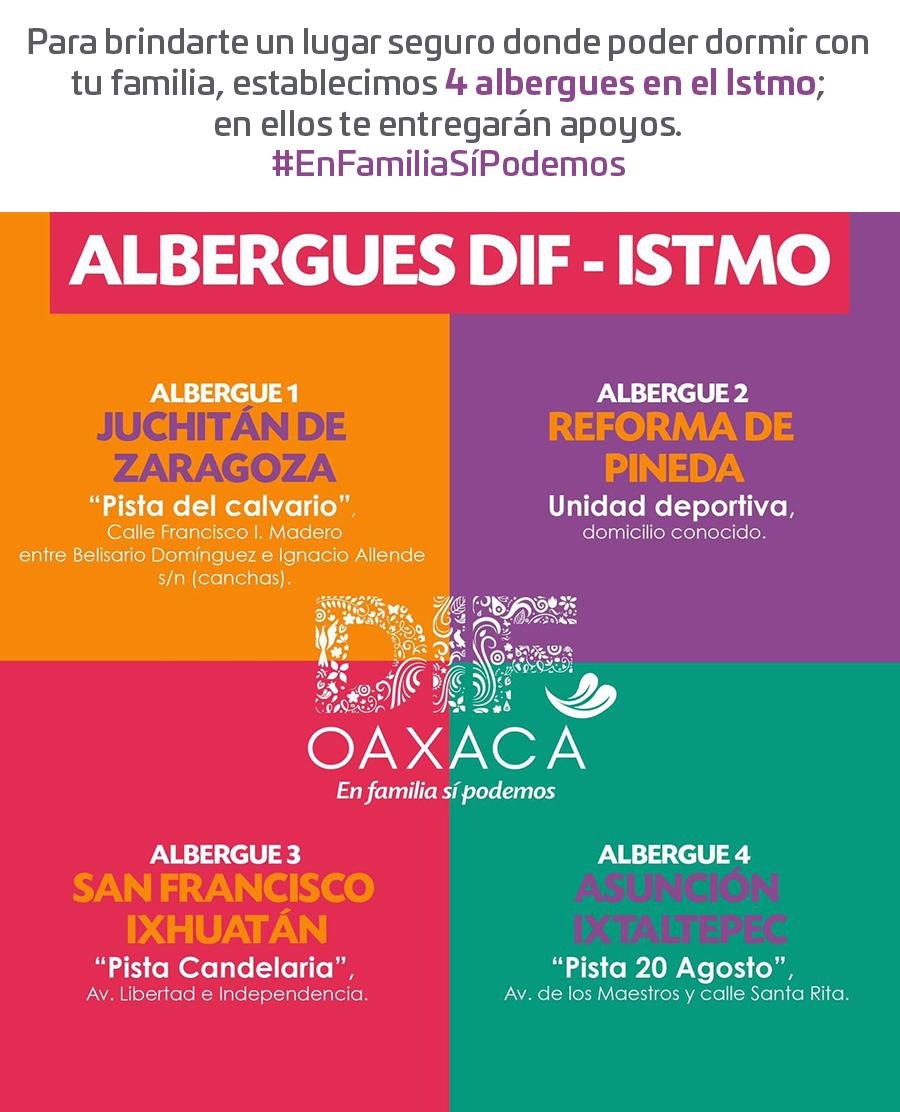 Para brindarte un lugar seguro donde poder dormir con
tu familia, establecimos 4 albergues en el Istmo;
en ellos te entregarán apoyos.
#EnFamiliaSíPodemos
ALBERGUES DIF - ISTMO
ALBERGUE 1
JUCHITÁN DE
ZARAGOZA
“Pista del calvario”,
Calle Francisco I. Madero
entre Belisario Domínguez e Ignacio Allende
s/n (canchas).
ALBERGUE 2
REFORMA DE
PINEDA
Unidad deportiva,
domicilio conocido.
DIF
OAXACA
En familia sí podemos
ALBERGUE 3
SAN FRANCISCO
IXHUATÁN
“Pista Candelaria”,
Av. Libertad e Independencia.
ALBERGUE 4
ASUNCIÓN
IXTALTEPEC
“Pista 20 Agosto”,
Av. de los Maestros y calle Santa Rita.